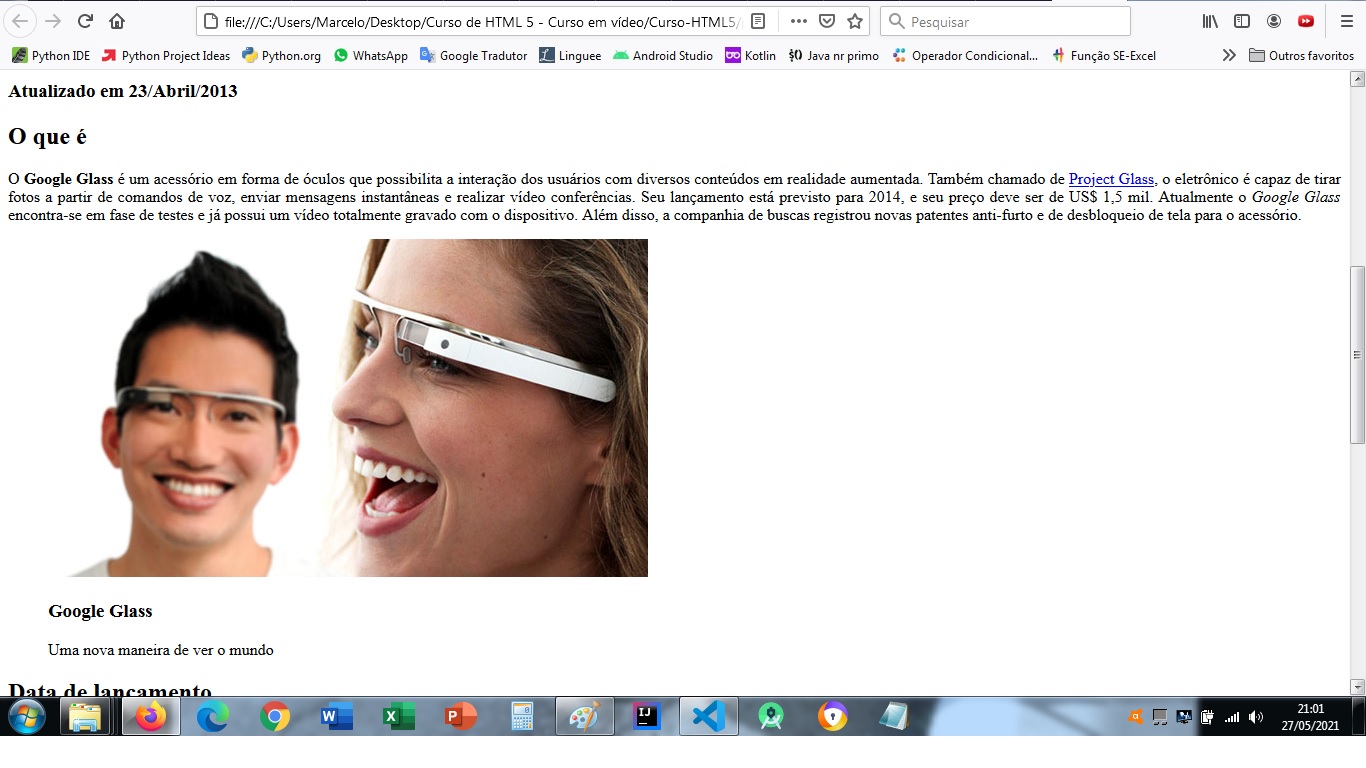 file:///C:/Users/Marcelo/Desktop/Curso de HTML 5 - Curso em vídeo/Curso-HTML5/
Pesquisar
Python IDE
Python Project Ideas
Python.org
WhatsApp
Google Tradutor
Linguee
Android Studio
Kotlin
Java nr primo
Operador Condicional...
Função SE-Excel
Outros favoritos
Atualizado em 23/Abril/2013
O que é
O Google Glass é um acessório em forma de óculos que possibilita a interação dos usuários com diversos conteúdos em realidade aumentada. Também chamado de Project Glass, o eletrônico é capaz de tirar
fotos a partir de comandos de voz, enviar mensagens instantâneas e realizar vídeo conferências. Seu lançamento está previsto para 2014, e seu preço deve ser de US$ 1,5 mil. Atualmente o Google Glass
encontra-se em fase de testes e já possui um vídeo totalmente gravado com o dispositivo. Além disso, a companhia de buscas registrou novas patentes anti-furto e de desbloqueio de tela para o acessório.
Google Glass
Uma nova maneira de ver o mundo
Data de lançamento
21:01
27/05/2021